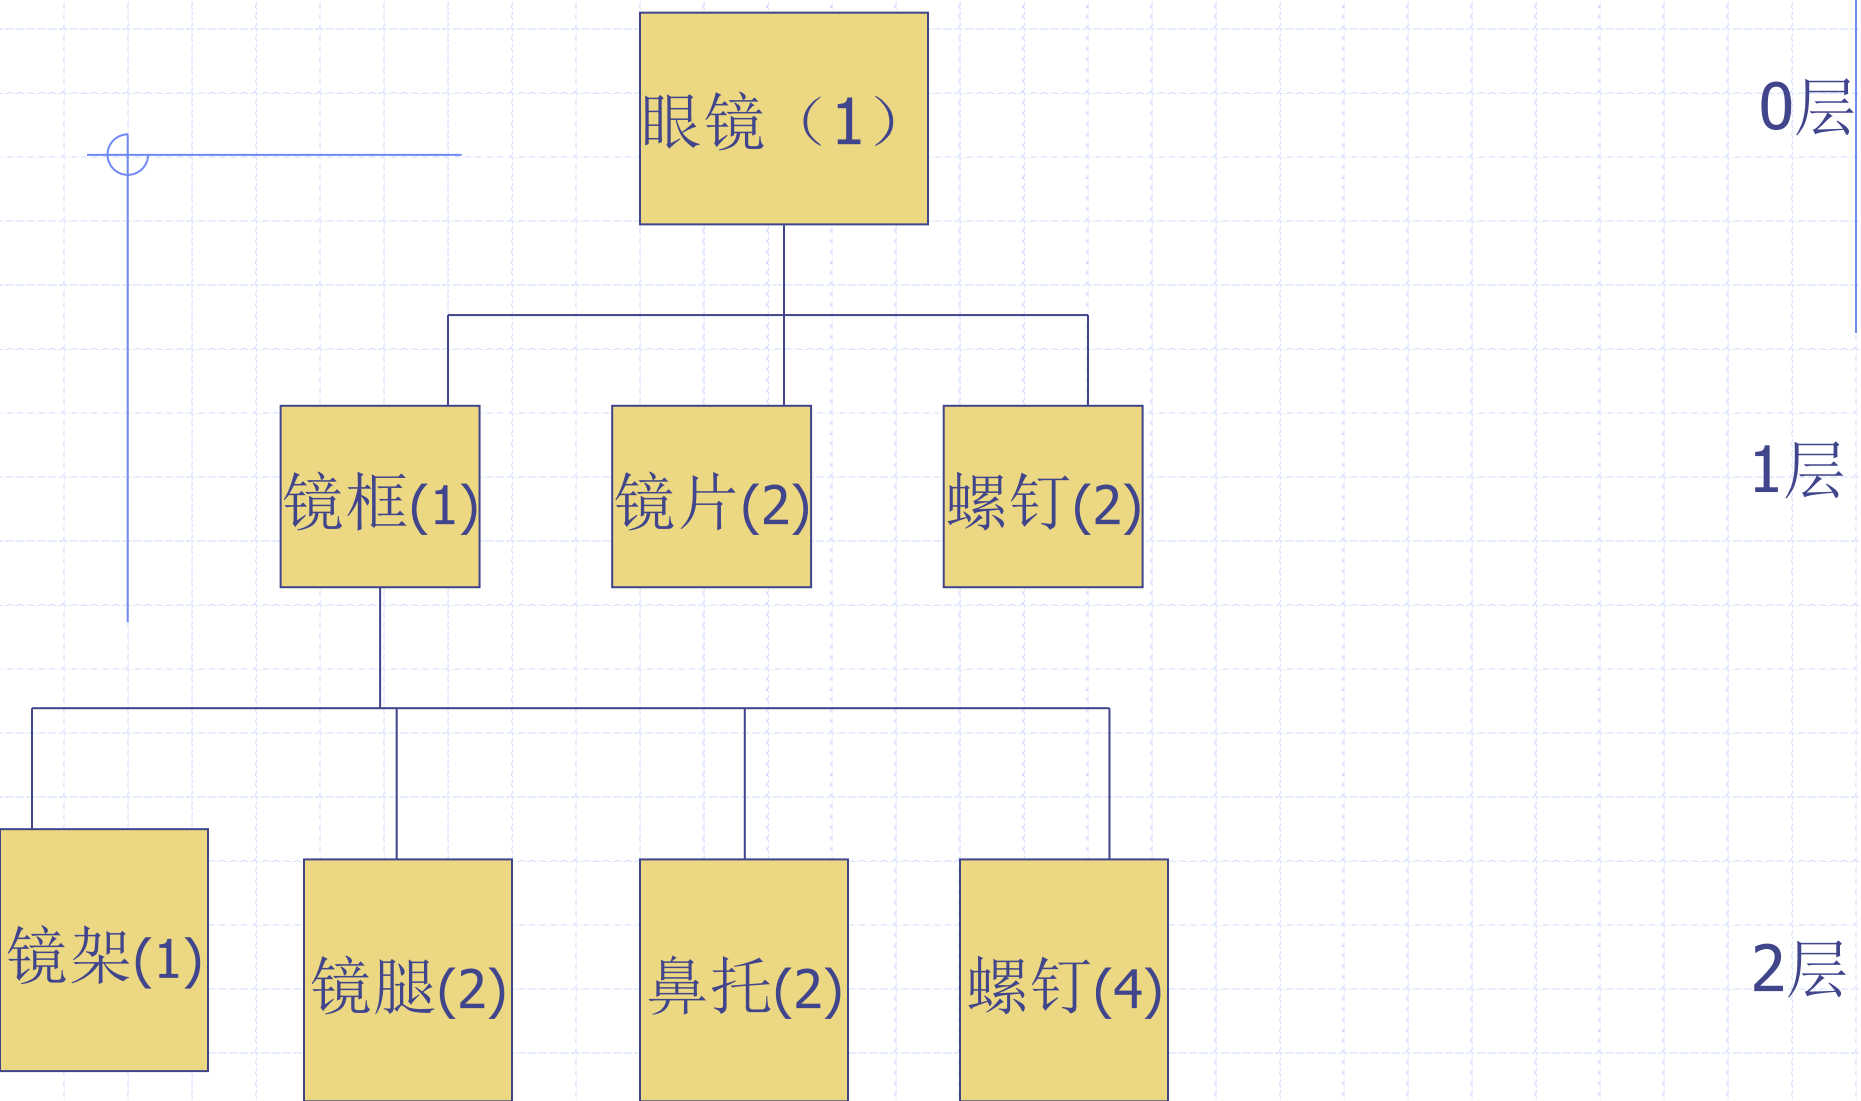 眼镜（1）
0层
镜框(1)
镜片(2)
螺钉(2)
1层
镜架(1)
镜腿(2)
鼻托(2)
螺钉(4)
2层